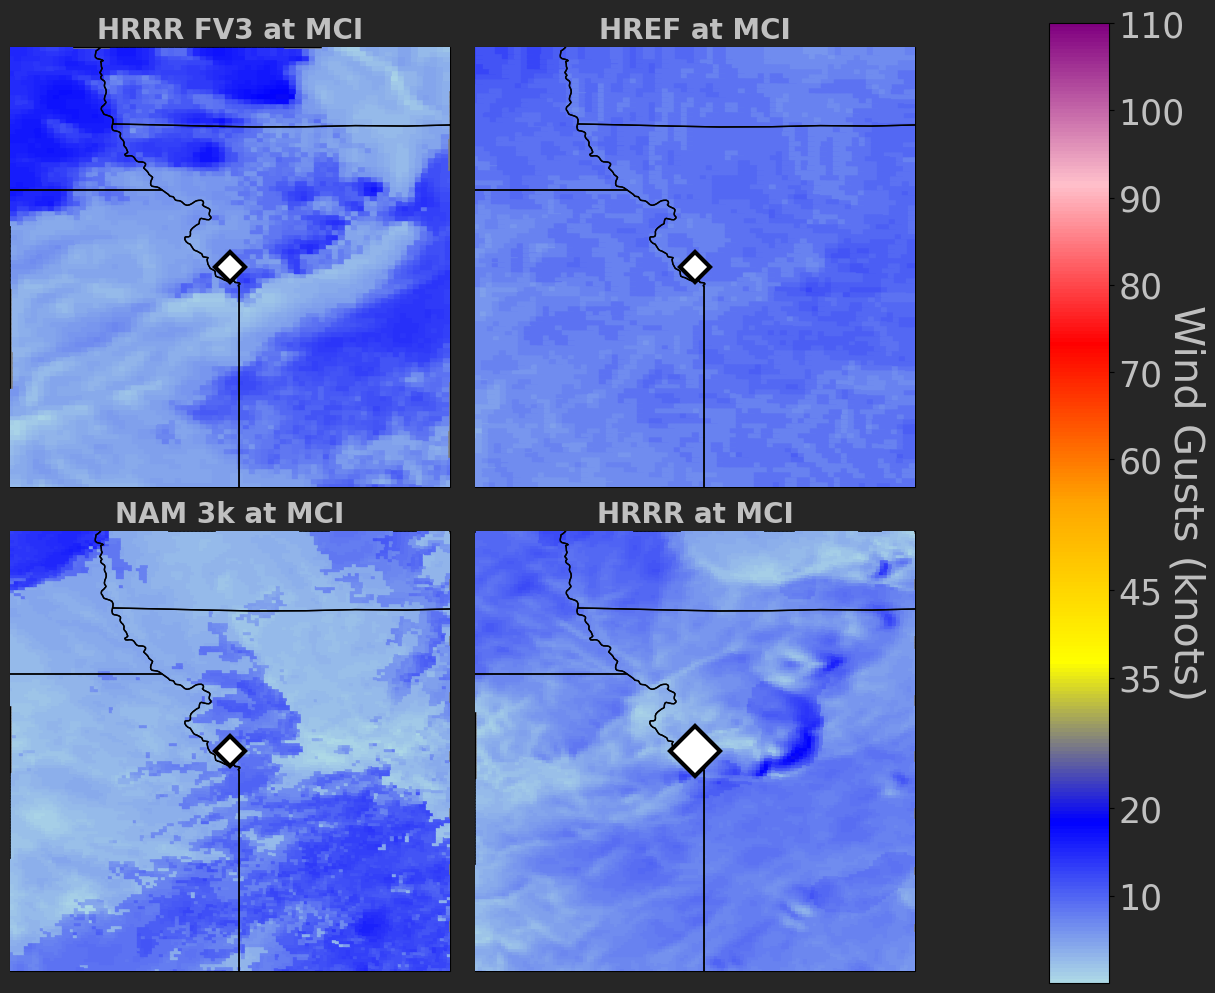 HRRR FV3 at MCI
HREF at MCI
NAM 3k at MCI
HRRR at MCI
110
100
90
80
70
60
45
35
20
10
Wind Gusts (knots)